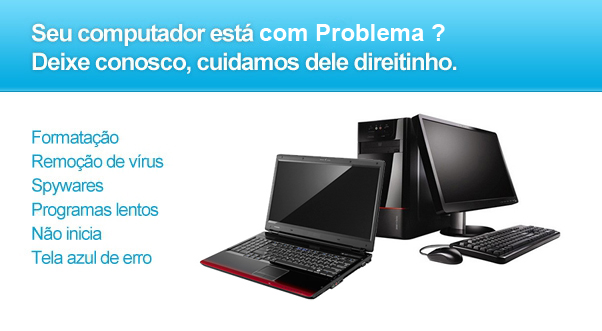 Seu computador está com Problema ?
Deixe conosco, cuidamos dele direitinho.
Formatação
Remoção de vírus
Spywares
Programas lentos
Não inicia
Tela azul de erro